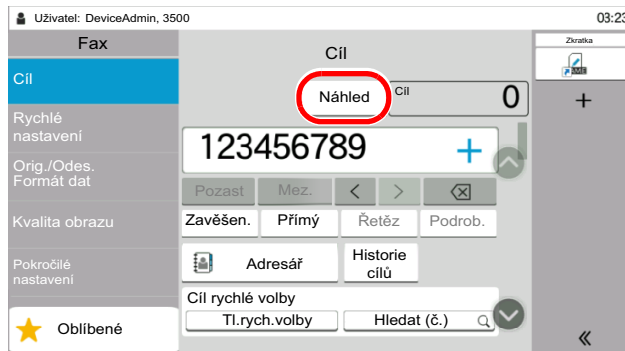 Uživatel: DeviceAdmin, 3500
03:23
Fax
Cíl
Rychlé
nastavení
Orig./Odes.
Formát dat
Kvalita obrazu
Pokročilé
nastavení
Oblíbené
Cíl
Náhled
Cíl
0
123456789
+
Pozast
Mez.
<
>
Zavěšen.
Přímý
Řetěz
Podrob.
Adresář
Historie
cílů
Cíl rychlé volby
Tl.rych.volby
Hledat (č.)
Zkratka
+
«